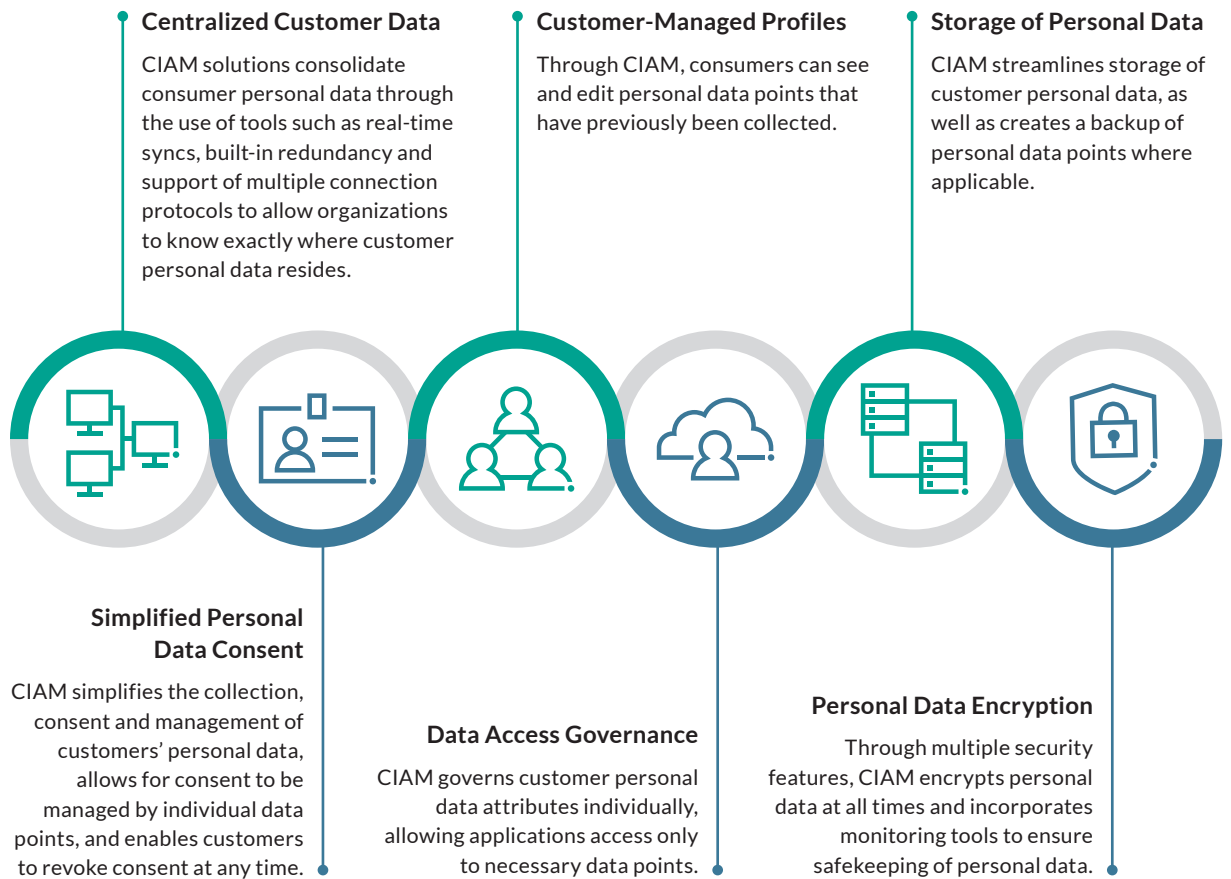 Centralized Customer Data
CIAM solutions consolidate
consumer personal data through
the use of tools such as real-time
syncs, built-in redundancy and
support of multiple connection
protocols to allow organizations
to know exactly where customer
personal data resides.
Customer-Managed Profiles
Through CIAM, consumers can see
and edit personal data points that
have previously been collected.
Storage of Personal Data
CIAM streamlines storage of
customer personal data, as
well as creates a backup of
personal data points where
applicable.
Simplified Personal
Data Consent
CIAM simplifies the collection,
consent and management of
customers’ personal data,
allows for consent to be
managed by individual data
points, and enables customers
to revoke consent at any time.
Data Access Governance
CIAM governs customer personal
data attributes individually,
allowing applications access only
to necessary data points.
Personal Data Encryption
Through multiple security
features, CIAM encrypts personal
data at all times and incorporates
monitoring tools to ensure
safekeeping of personal data.